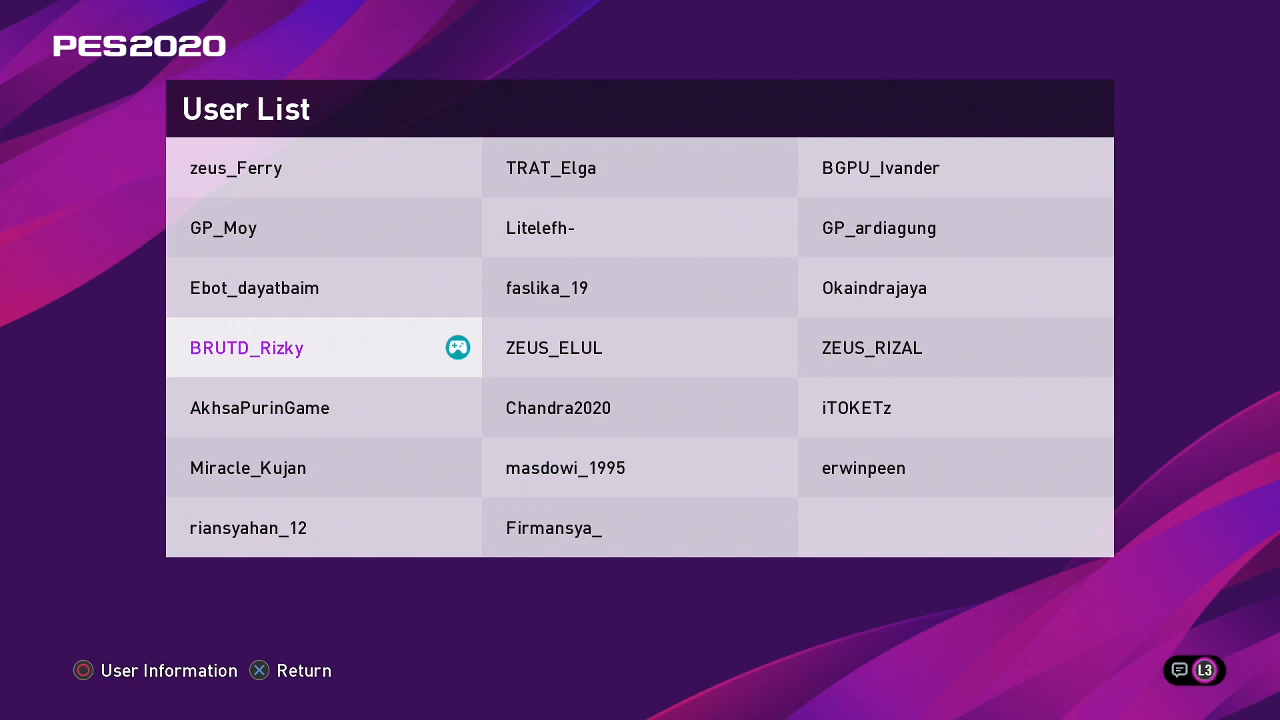 PES2020
User List
zeus_Ferry TRAT_Elga BGPU_Ivander
GP_Moy Litelefh- GP_ardiagung
Ebot_dayatbaim faslika_19 Okaindrajaya
BRUTD_Rizky ZEUS_ELUL ZEUS_RIZAL
AkhsaPurinGame Chandra2020 iTOKETz
Miracle_Kujan masdowi_1995 erwinpeen
riansyahan_12 Firmansya_
User Information Return L3